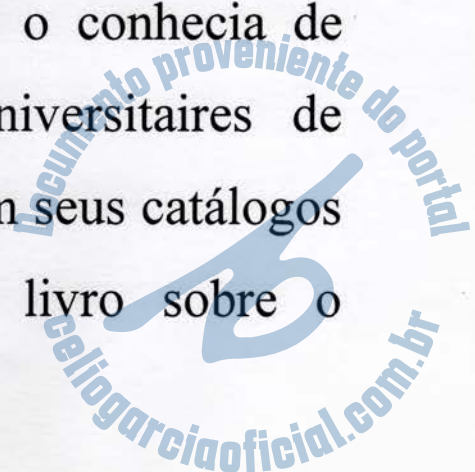 o conhecia de
niversitaires de
seus catálogos
livro sobre o
Documento proveniente do portal
celiogarciaoficial.com.br